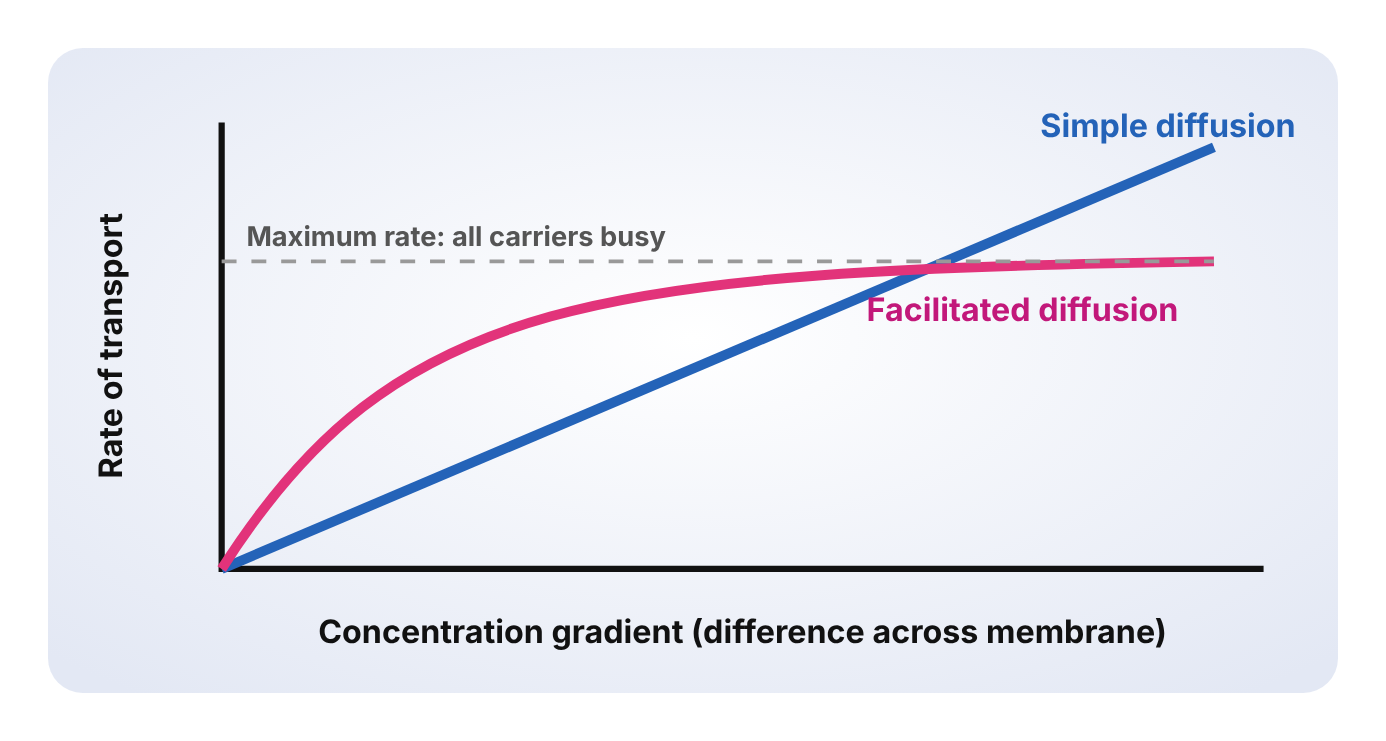 Simple diffusion
Maximum rate: all carriers busy
Facilitated diffusion
Rate of transport
Concentration gradient (difference across membrane)